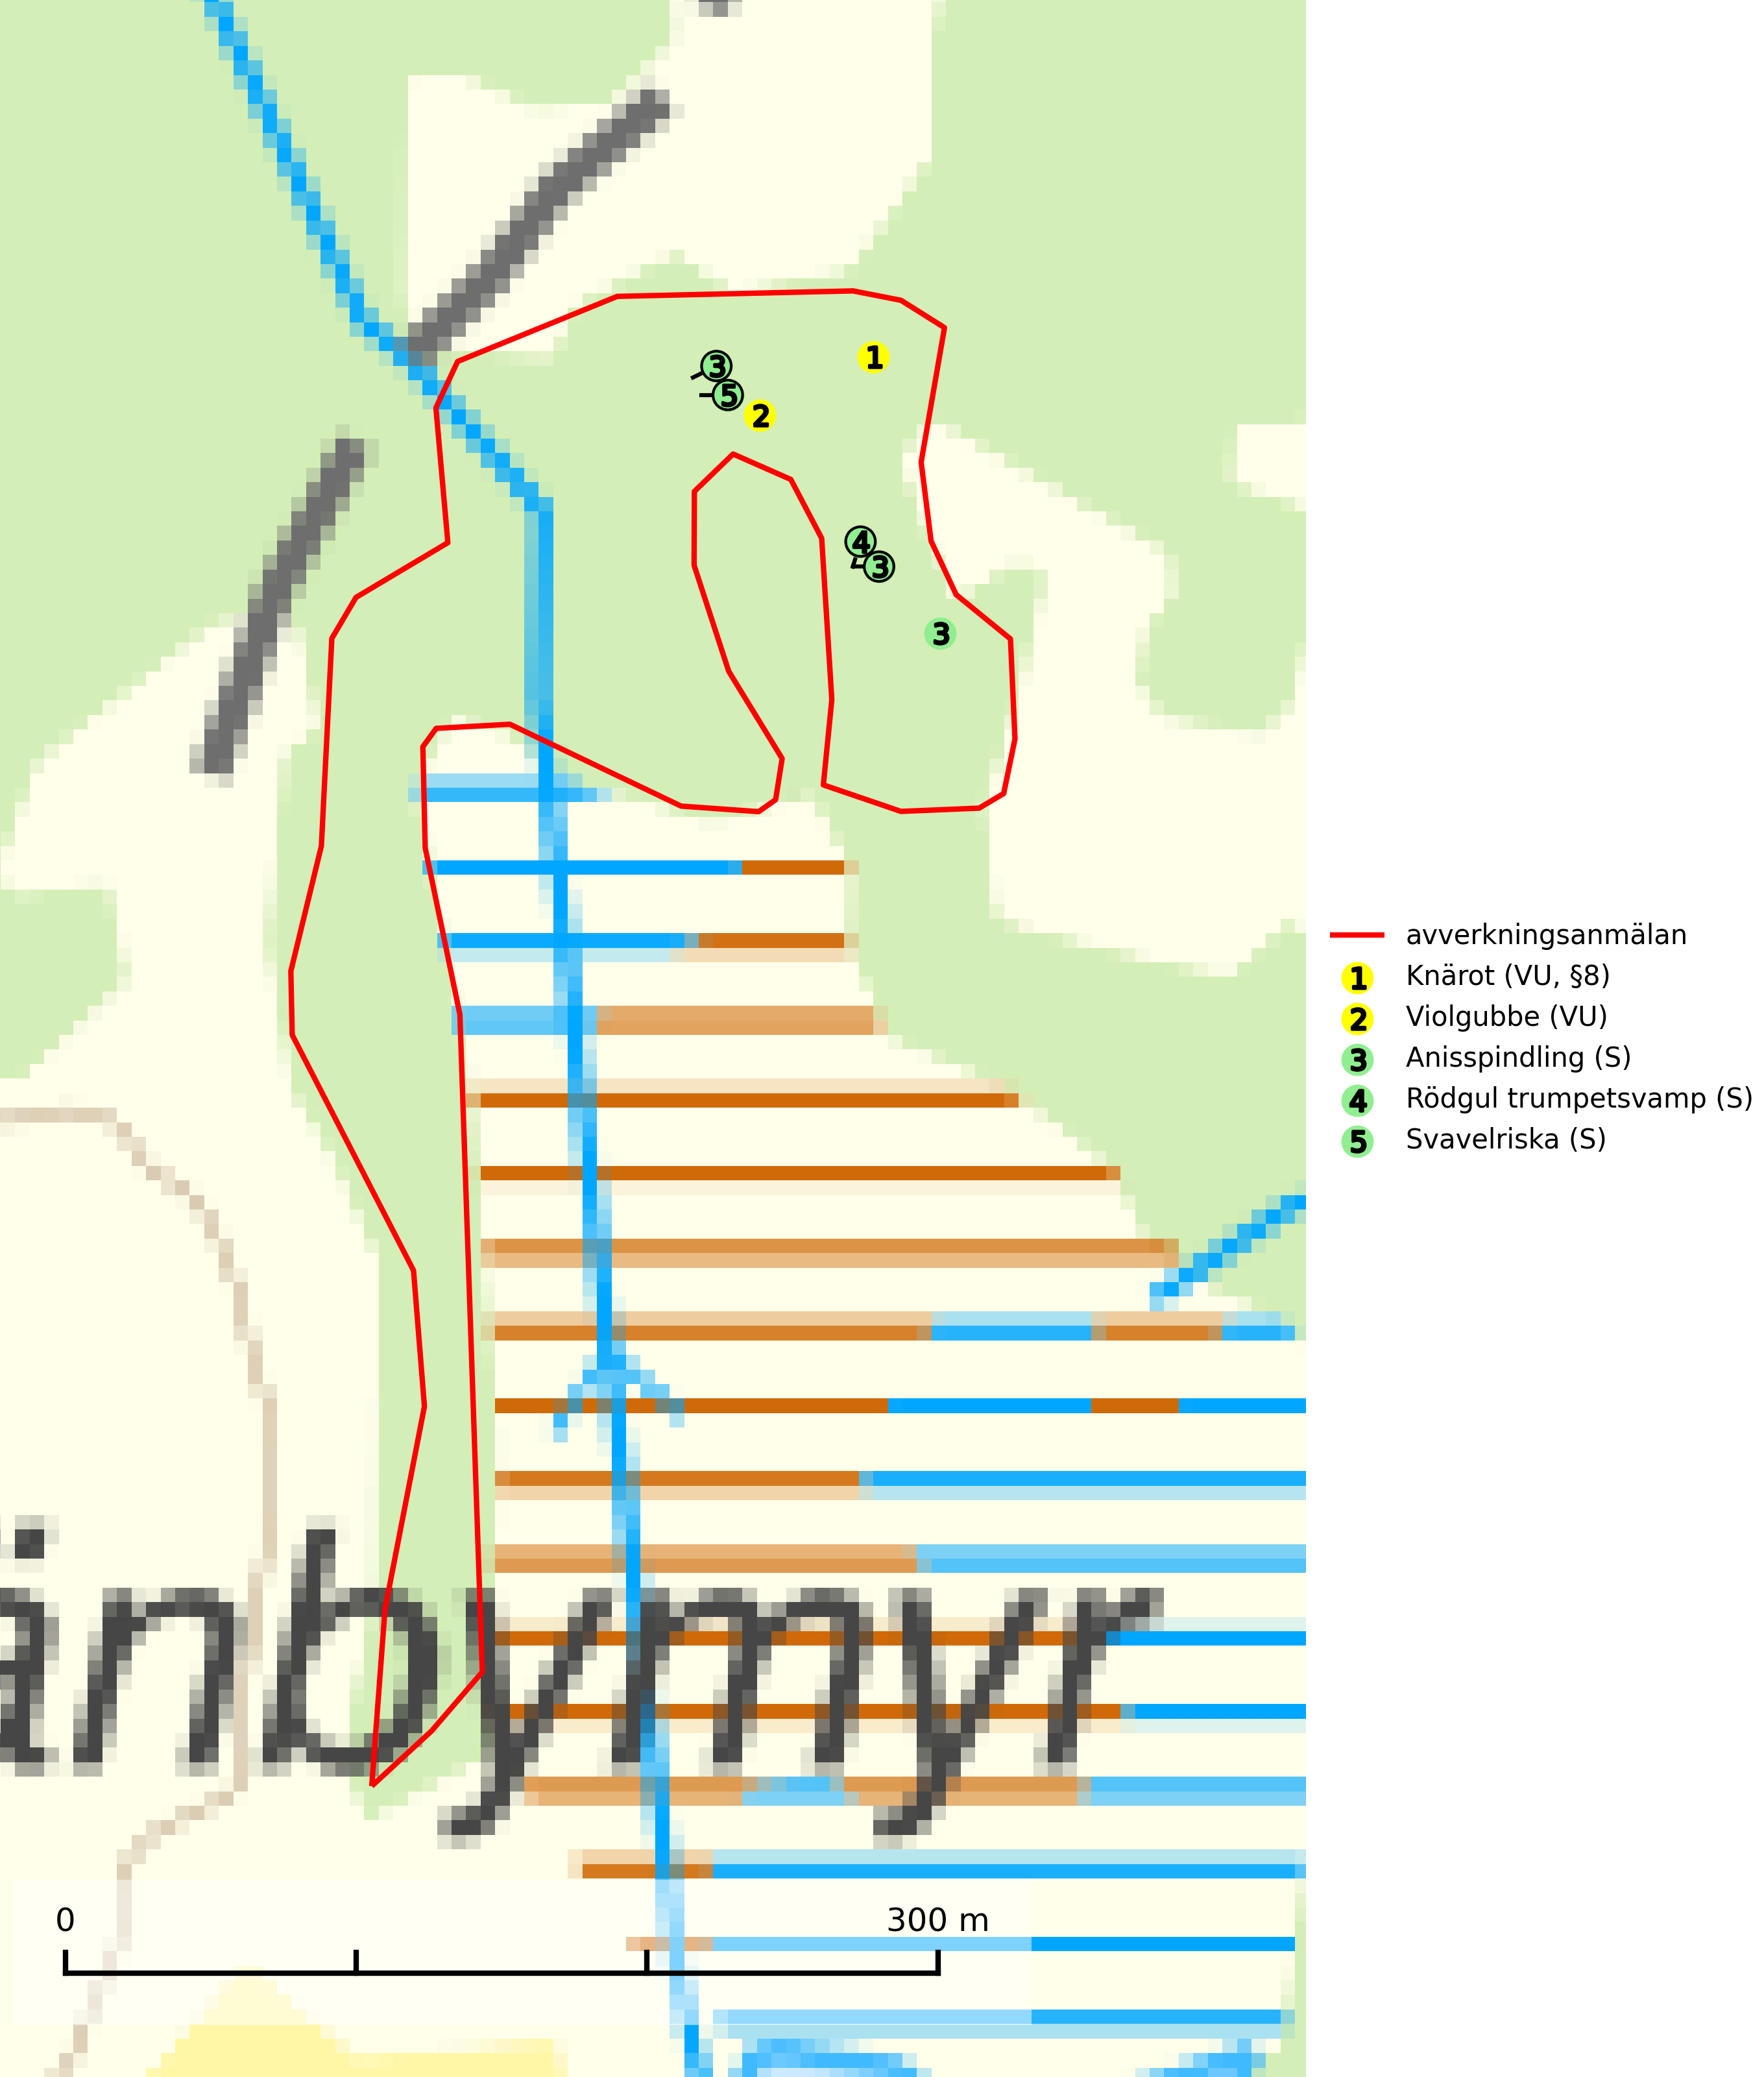 3
1
5
2
4
3
3
avverkningsanmälan
1 Knärot (VU, §8)
2 Violgubbe (VU)
3 Anisspindling (S)
4 Rödgul trumpetsvamp (S)
5 Svavelriska (S)
inbymyr
0 300 m